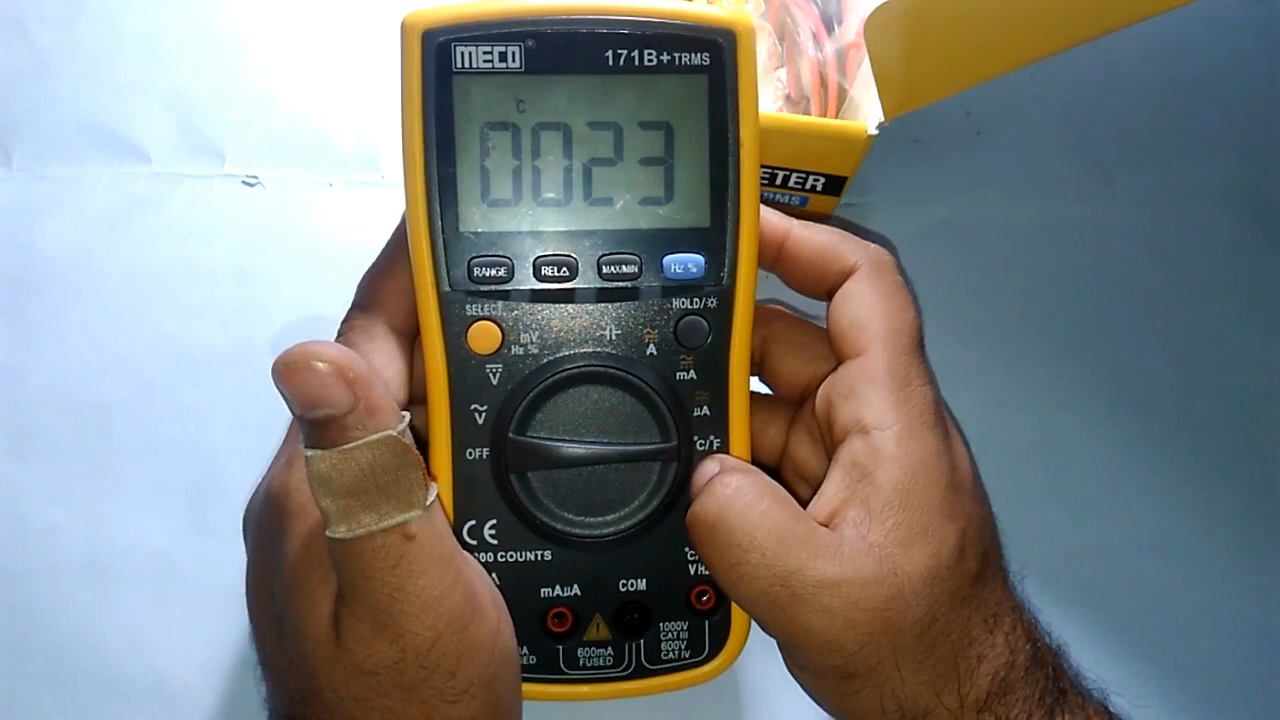 MECO® 171B+TRMS
°C
0023
ETER
RANGE REL△ MAX/MIN Hz %
SELECT HOLD/
mV
Hz %
A
V
mA
µA
V
OFF
°C/°F
CE
COUNTS
mAµA
COM
600mA
FUSED
1000V
CAT III
600V
CAT IV